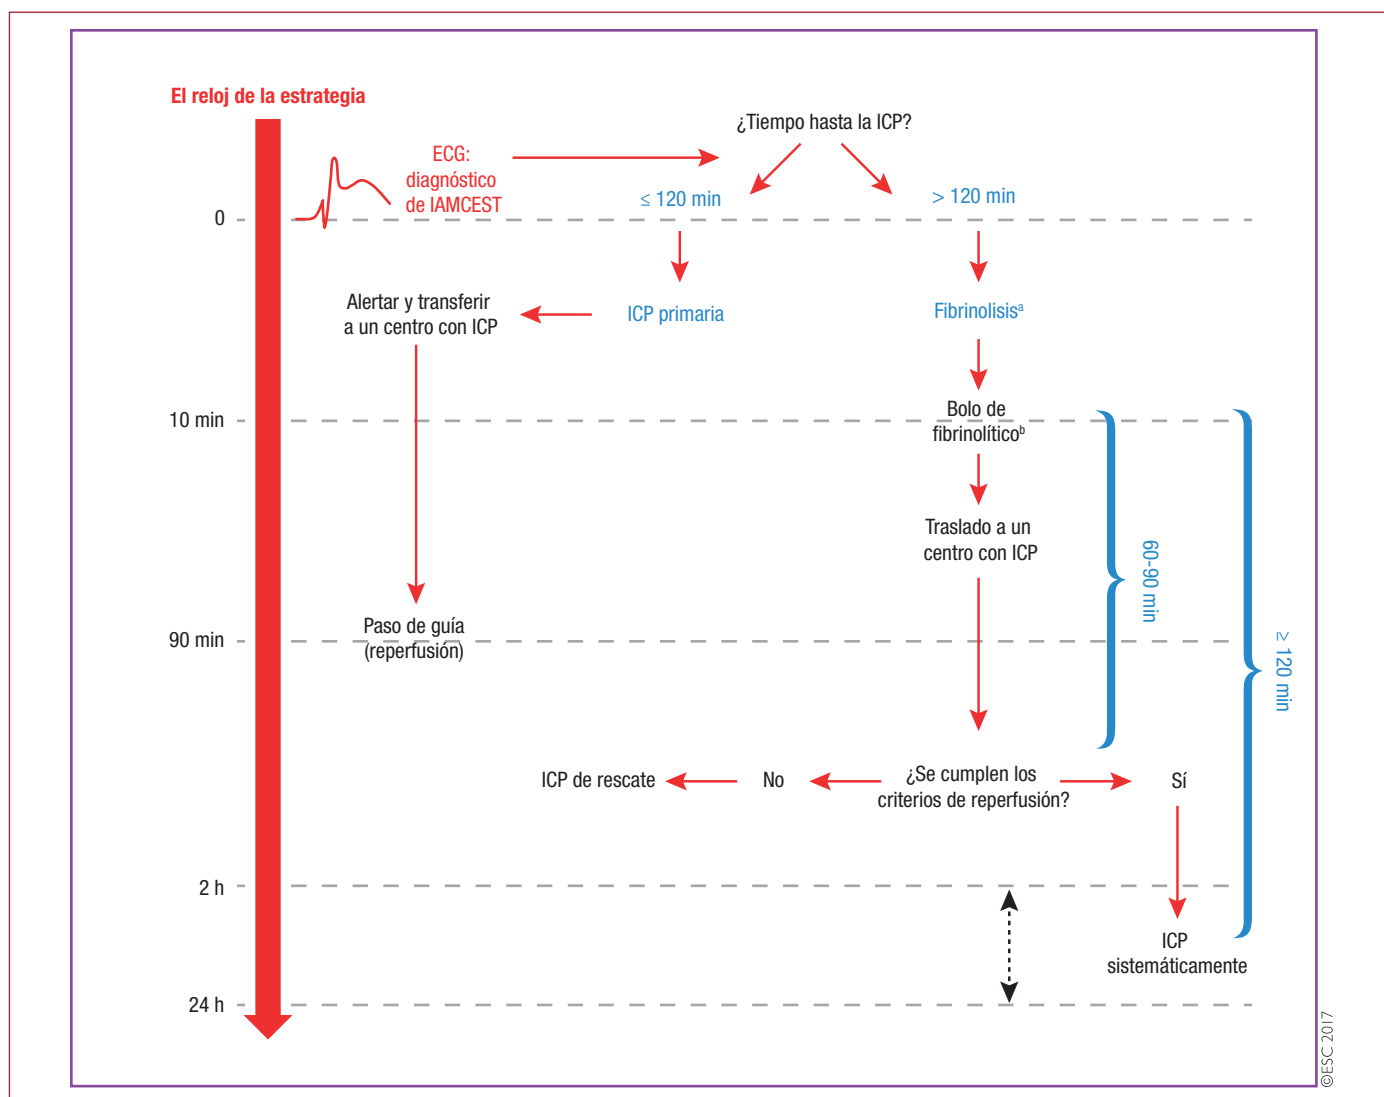 El reloj de la estrategia
¿Tiempo hasta la ICP?
ECG:
diagnóstico
de IAMCEST
≤ 120 min
> 120 min
0
Alertar y transferir
a un centro con ICP
ICP primaria
Fibrinolisisᵃ
10 min
Bolo de
fibrinolíticoᵇ
Traslado a un
centro con ICP
60-90 min
≥ 120 min
90 min
Paso de guía
(reperfusión)
ICP de rescate
No
¿Se cumplen los
criterios de reperfusión?
Sí
2 h
ICP
sistemáticamente
24 h
©ESC 2017